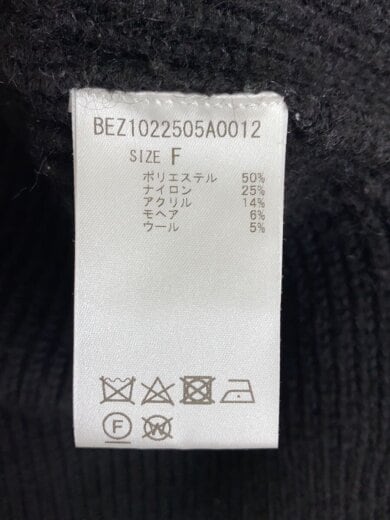 BEZ1022505A0012
SIZE F
ポリエステル 50%
ナイロン 25%
アクリル 14%
モヘア 6%
ウール 5%
F W